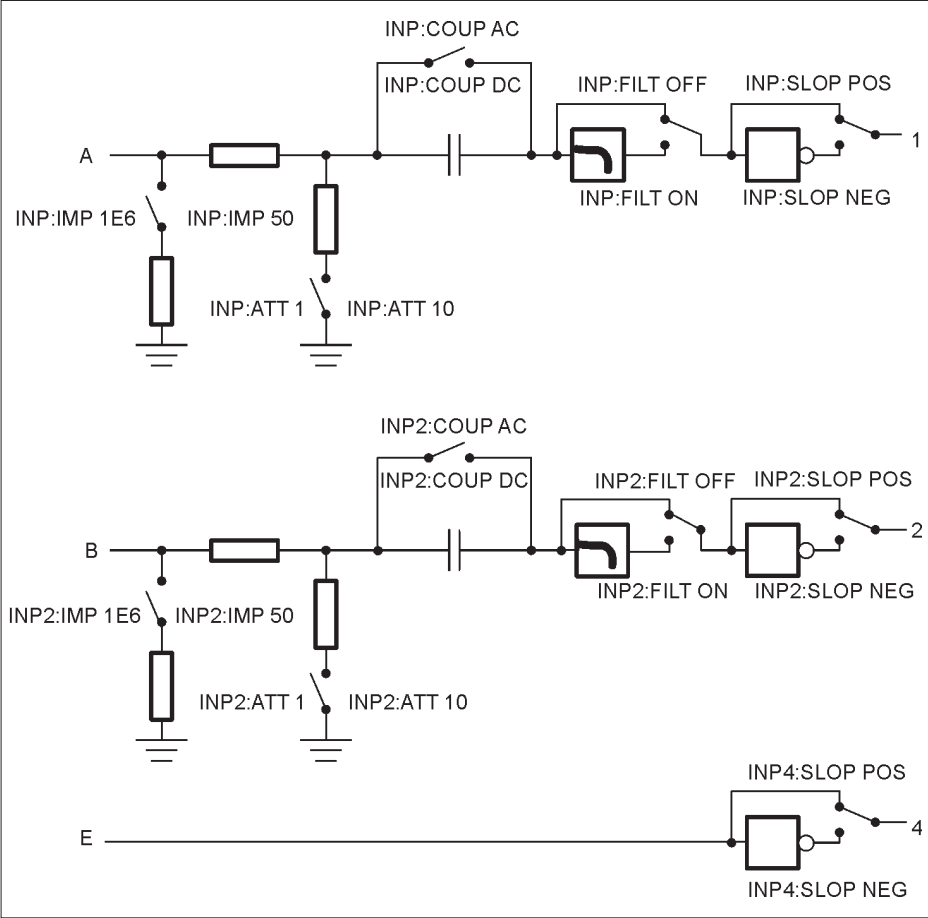 INP:COUP AC
INP:COUP DC
INP:FILT OFF
INP:SLOP POS
A
1
INP:FILT ON
INP:SLOP NEG
INP:IMP 1E6
INP:IMP 50
INP:ATT 1
INP:ATT 10
INP2:COUP AC
INP2:COUP DC
INP2:FILT OFF
INP2:SLOP POS
B
2
INP2:FILT ON
INP2:SLOP NEG
INP2:IMP 1E6
INP2:IMP 50
INP2:ATT 1
INP2:ATT 10
INP4:SLOP POS
E
4
INP4:SLOP NEG